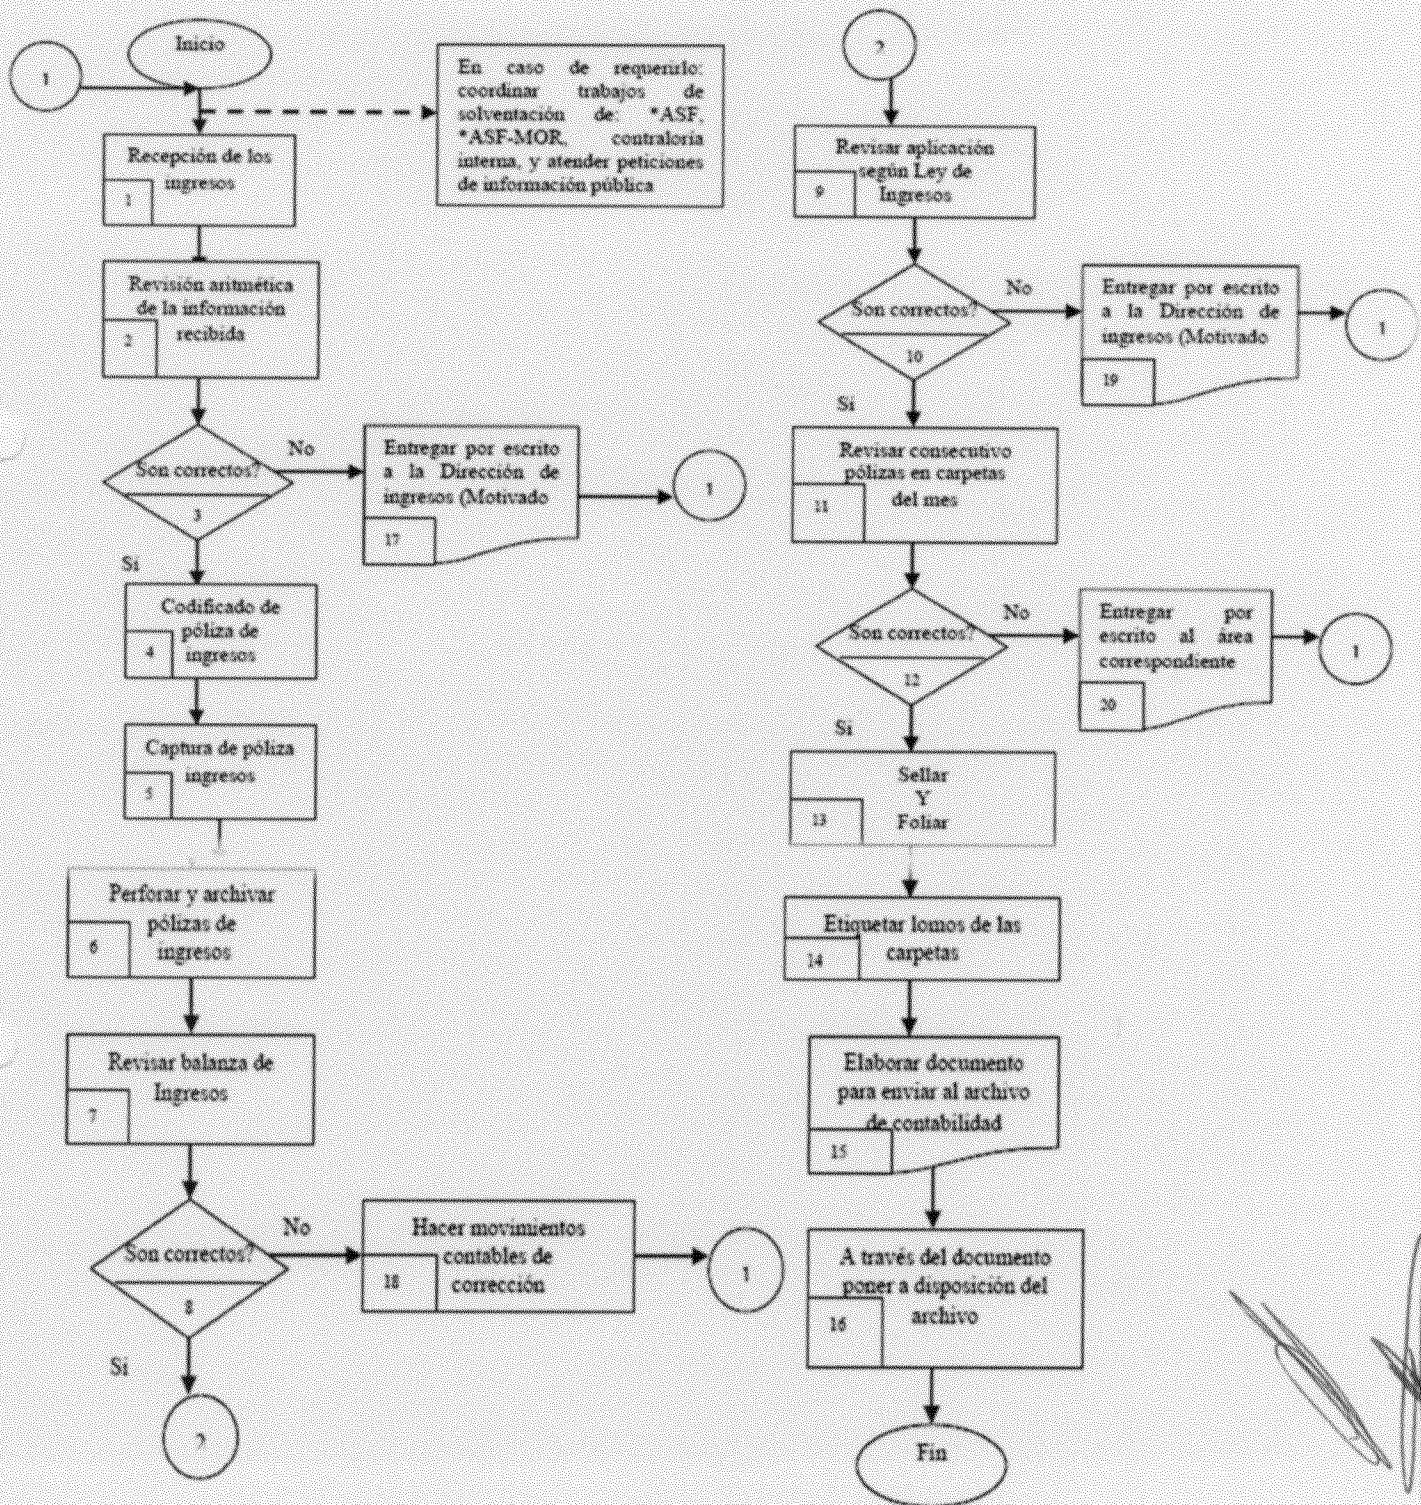 1
Inicio
En caso de requerirlo:
coordinar trabajos de
solventación de: *ASF,
*ASF-MOR, contraloría
interna, y atender peticiones
de información pública
Recepción de los
ingresos
1
Revisión aritmética
de la información
recibida
2
Son correctos?
3
No
Entregar por escrito
a la Dirección de
ingresos (Motivado
17
1
Si
Codificado de
póliza de
ingresos
4
Captura de póliza
ingresos
5
Perforar y archivar
pólizas de
ingresos
6
Revisar balanza de
Ingresos
7
Son correctos?
8
No
Hacer movimientos
contables de
corrección
18
1
Si
2
2
Revisar aplicación
según Ley de
Ingresos
9
Son correctos?
10
No
Entregar por escrito
a la Dirección de
ingresos (Motivado
19
1
Si
Revisar consecutivo
pólizas en carpetas
del mes
11
Son correctos?
12
No
Entregar por
escrito al área
correspondiente
20
1
Si
Sellar
Y
Foliar
13
Etiquetar lomos de las
carpetas
14
Elaborar documento
para enviar al archivo
de contabilidad
15
A través del documento
poner a disposición del
archivo
16
Fin